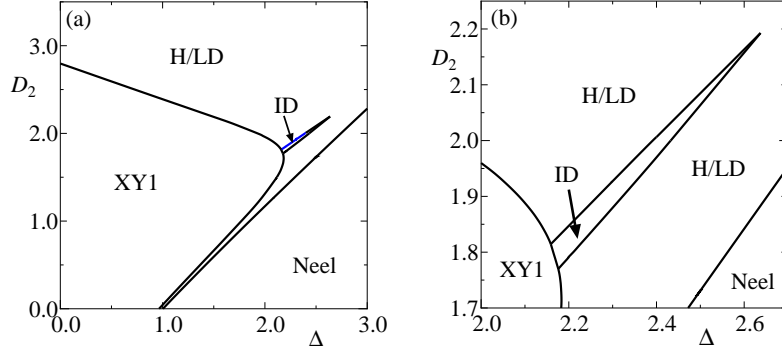 (a)
3.0
H/LD
D2
ID
2.0
XY1
1.0
Neel
0.0
0.0 1.0 2.0 3.0
Δ
(b)
2.2
D2
H/LD
2.1
2.0
ID
H/LD
1.9
1.8
XY1
Neel
1.7
2.0 2.2 2.4 2.6
Δ